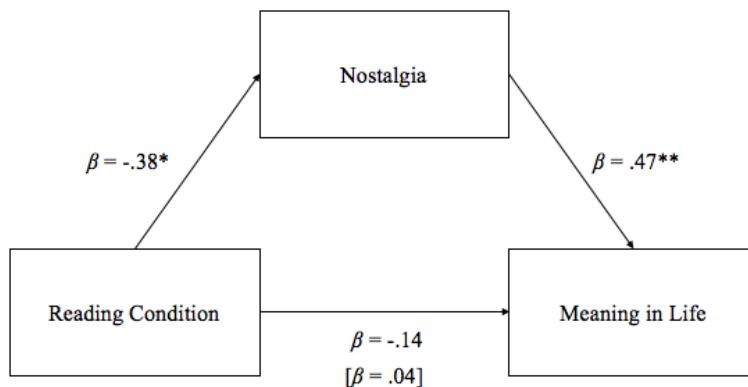 Nostalgia
β = -.38*
β = .47**
Reading Condition
Meaning in Life
β = -.14
[β = .04]